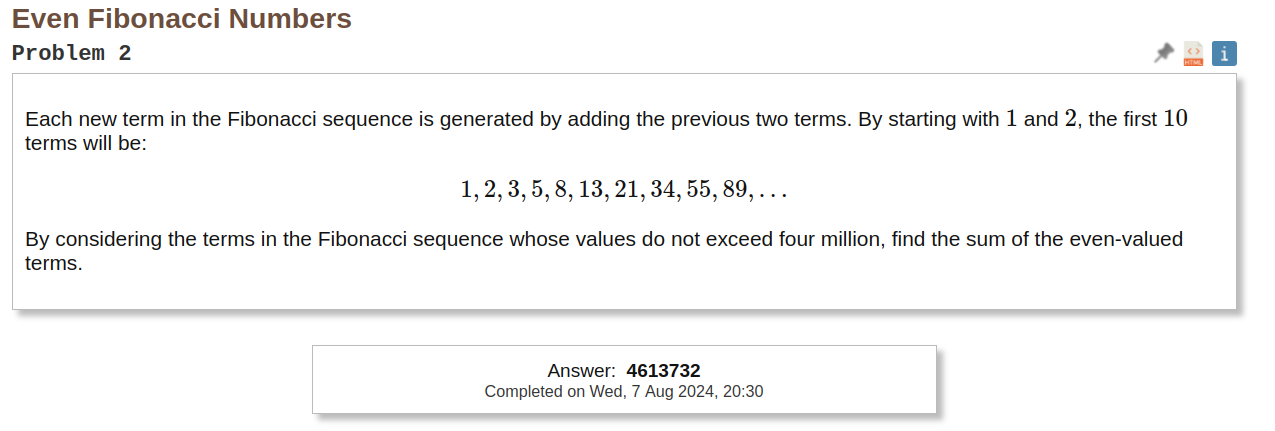 Even Fibonacci Numbers
Problem 2
HTML
i
Each new term in the Fibonacci sequence is generated by adding the previous two terms. By starting with 1 and 2, the first 10
terms will be:
1, 2, 3, 5, 8, 13, 21, 34, 55, 89, . . .
By considering the terms in the Fibonacci sequence whose values do not exceed four million, find the sum of the even-valued
terms.
Answer: 4613732
Completed on Wed, 7 Aug 2024, 20:30